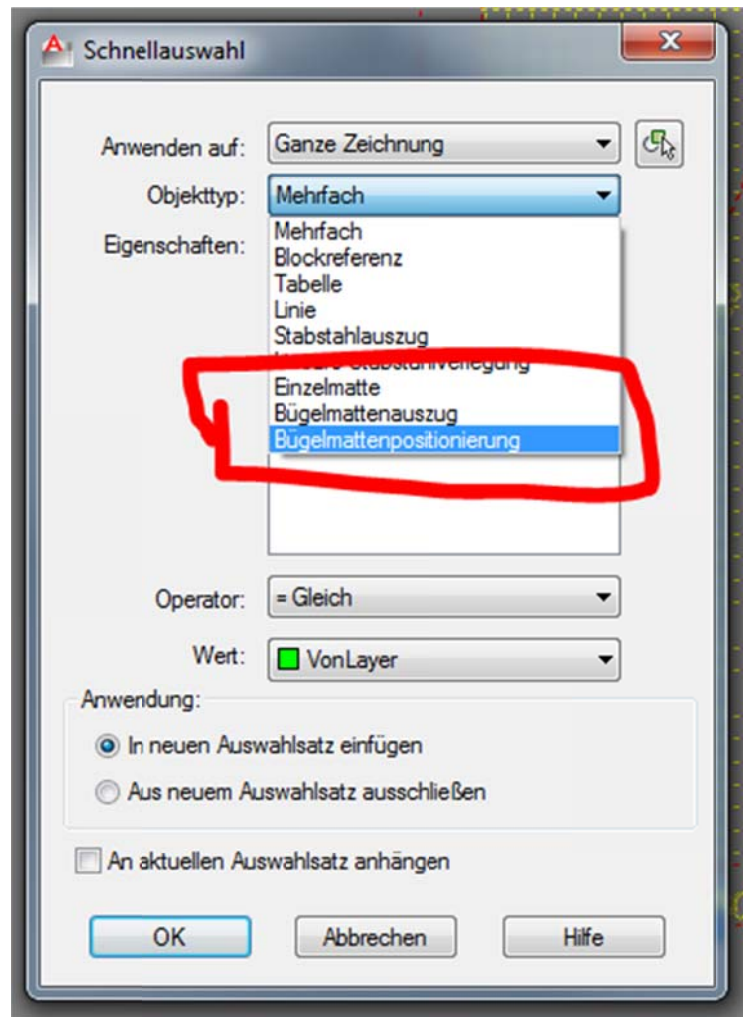 Schnellauswahl
Anwenden auf: Ganze Zeichnung
Objekttyp: Mehrfach
Eigenschaften:
Mehrfach
Blockreferenz
Tabelle
Linie
Stabstahlauszug
Stabstahlverlegung
Einzelmatte
Bügelmattenauszug
Bügelmattenpositionierung
Operator: = Gleich
Wert: VonLayer
Anwendung:
In neuen Auswahlsatz einfügen
Aus neuem Auswahlsatz ausschließen
An aktuellen Auswahlsatz anhängen
OK Abbrechen Hilfe